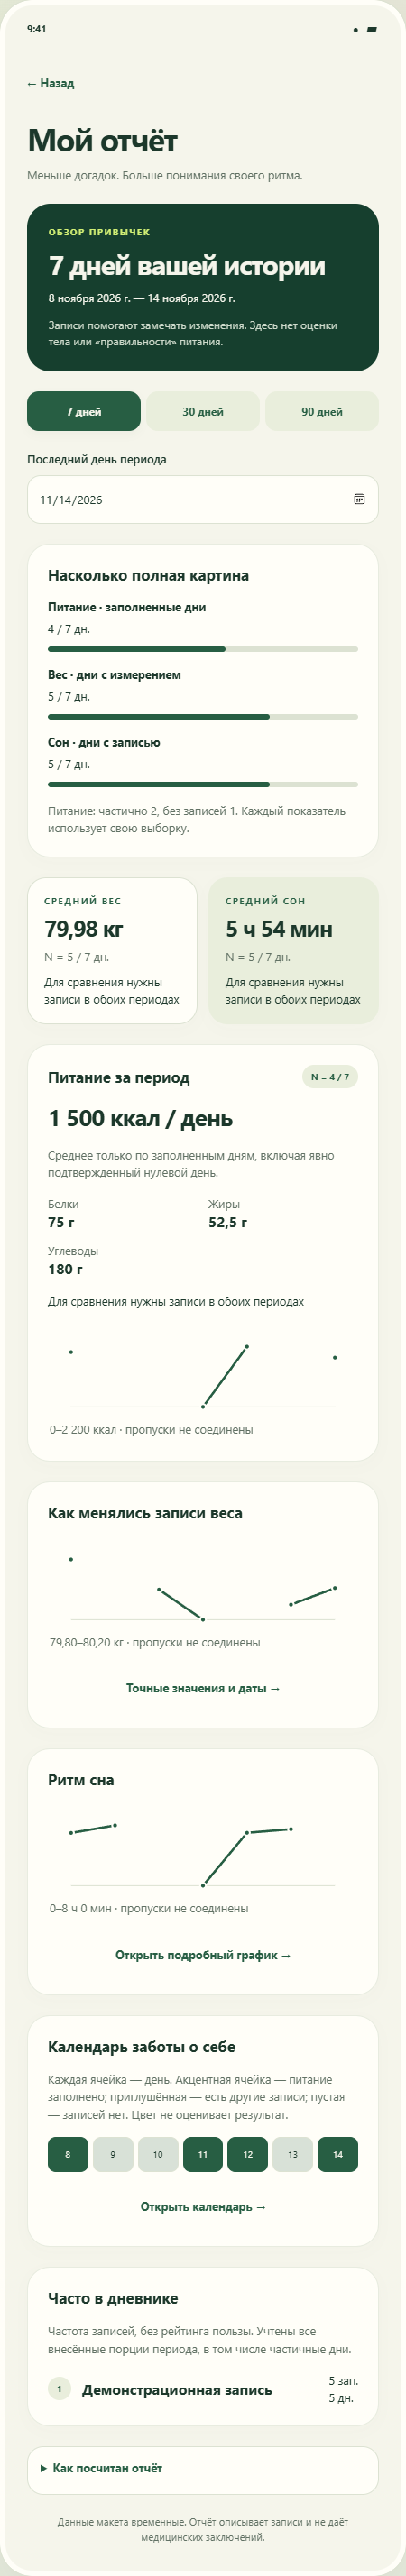 9:41
← Назад
Мой отчёт
Меньше догадок. Больше понимания своего ритма.
ОБЗОР ПРИВЫЧЕК
7 дней вашей истории
8 ноября 2026 г. — 14 ноября 2026 г.
Записи помогают замечать изменения. Здесь нет оценки
тела или «правильности» питания.
7 дней
30 дней
90 дней
Последний день периода
11/14/2026
Насколько полная картина
Питание · заполненные дни
4 / 7 дн.
Вес · дни с измерением
5 / 7 дн.
Сон · дни с записью
5 / 7 дн.
Питание: частично 2, без записей 1. Каждый показатель
использует свою выборку.
СРЕДНИЙ ВЕС
79,98 кг
N = 5 / 7 дн.
Для сравнения нужны
записи в обоих периодах
СРЕДНИЙ СОН
5 ч 54 мин
N = 5 / 7 дн.
Для сравнения нужны
записи в обоих периодах
Питание за период
N = 4 / 7
1 500 ккал / день
Среднее только по заполненным дням, включая явно
подтверждённый нулевой день.
Белки
75 г
Жиры
52,5 г
Углеводы
180 г
Для сравнения нужны записи в обоих периодах
0–2 200 ккал · пропуски не соединены
Как менялись записи веса
79,80–80,20 кг · пропуски не соединены
Точные значения и даты →
Ритм сна
0–8 ч 0 мин · пропуски не соединены
Открыть подробный график →
Календарь заботы о себе
Каждая ячейка — день. Акцентная ячейка — питание
заполнено; приглушённая — есть другие записи; пустая
— записей нет. Цвет не оценивает результат.
8 9 10 11 12 13 14
Открыть календарь →
Часто в дневнике
Частота записей, без рейтинга пользы. Учтены все
внесённые порции периода, в том числе частичные дни.
1
Демонстрационная запись
5 зап.
5 дн.
▶ Как посчитан отчёт
Данные макета временные. Отчёт описывает записи и не даёт
медицинских заключений.